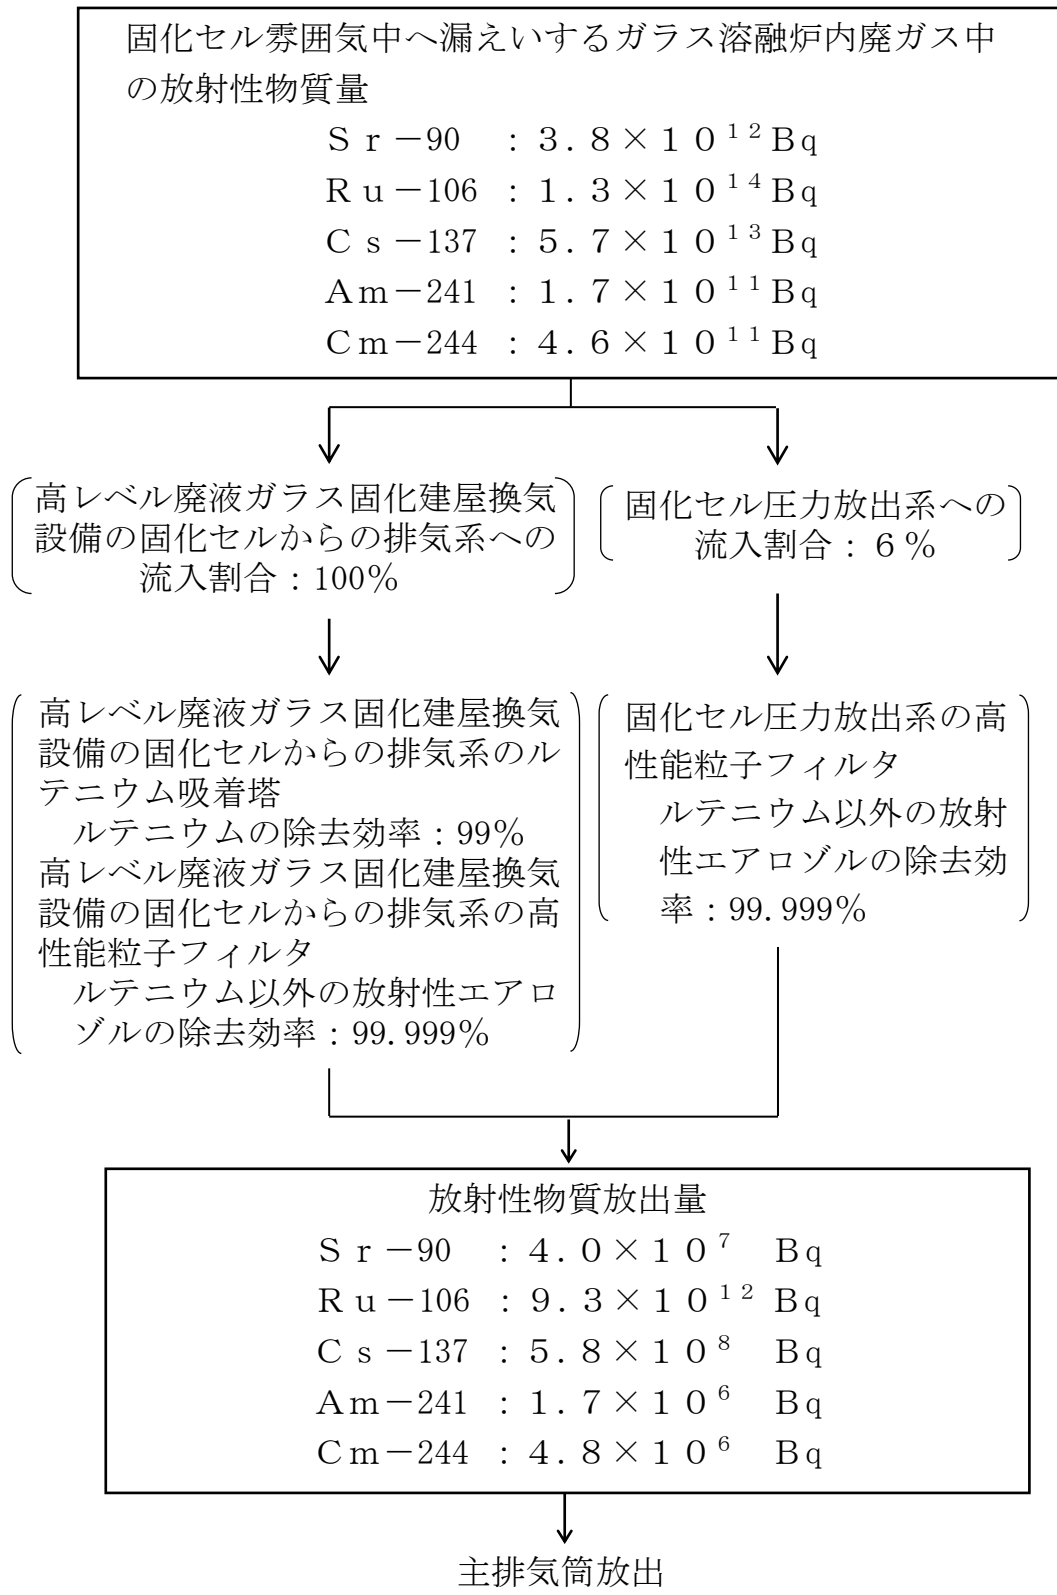 固化セル雰囲気中へ漏えいするガラス溶融炉内廃ガス中
の放射性物質量
Ｓｒ－90 ：３.８×１０¹²Bq
Ｒｕ－106 ：１.３×１０¹⁴Bq
Ｃｓ－137 ：５.７×１０¹³Bq
Ａｍ－241 ：１.７×１０¹¹Bq
Ｃｍ－244 ：４.６×１０¹¹Bq
高レベル廃液ガラス固化建屋換気
設備の固化セルからの排気系への
流入割合：100％
固化セル圧力放出系への
流入割合：６％
高レベル廃液ガラス固化建屋換気
設備の固化セルからの排気系のル
テニウム吸着塔
ルテニウムの除去効率：99％
高レベル廃液ガラス固化建屋換気
設備の固化セルからの排気系の高
性能粒子フィルタ
ルテニウム以外の放射性エアロ
ゾルの除去効率：99.999％
固化セル圧力放出系の高
性能粒子フィルタ
ルテニウム以外の放射
性エアロゾルの除去効
率：99.999％
放射性物質放出量
Ｓｒ－90 ：４.０×１０⁷ Bq
Ｒｕ－106 ：９.３×１０¹² Bq
Ｃｓ－137 ：５.８×１０⁸ Bq
Ａｍ－241 ：１.７×１０⁶ Bq
Ｃｍ－244 ：４.８×１０⁶ Bq
主排気筒放出